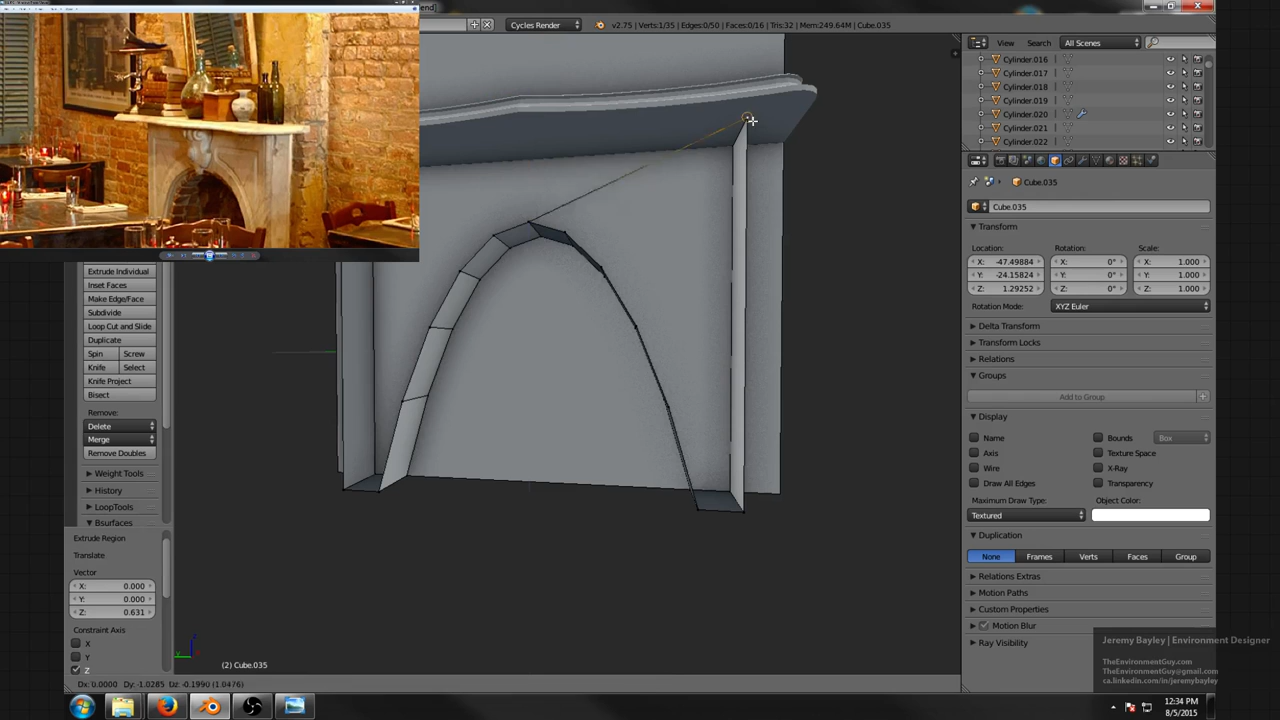 Cycles Render
v2.75 | Verts:1/35 | Edges:0/50 | Faces:0/16 | Tris:32 | Mem:249.64M | Cube.035
View Search All Scenes
Cylinder.016
Cylinder.017
Cylinder.018
Cylinder.019
Cylinder.020
Cylinder.021
Cylinder.022
Cube.035
Cube.035
Transform
Location: Rotation: Scale:
X: -47.49884 X: 0° X: 1.000
Y: -24.15824 Y: 0° Y: 1.000
Z: 1.29252 Z: 0° Z: 1.000
Rotation Mode: XYZ Euler
Delta Transform
Transform Locks
Relations
Groups
Add to Group
Display
Name Bounds Box
Axis Texture Space
Wire X-Ray
Draw All Edges Transparency
Maximum Draw Type: Object Color:
Textured
Duplication
None Frames Verts Faces Group
Relations Extras
Motion Paths
Custom Properties
Motion Blur
Ray Visibility
Extrude Individual
Inset Faces
Make Edge/Face
Subdivide
Loop Cut and Slide
Duplicate
Spin Screw
Knife Select
Knife Project
Bisect
Remove:
Delete
Merge
Remove Doubles
Weight Tools
History
LoopTools
Bsurfaces
Extrude Region
Translate
Vector
X: 0.000
Y: 0.000
Z: 0.631
Constraint Axis
X
Y
Z
(2) Cube.035
Dx: 0.0000 Dy: -1.0285 Dz: -0.1990 (1.0476)
Jeremy Bayley | Environment Designer
TheEnvironmentGuy.com
TheEnvironmentGuy@gmail.com
ca.linkedin.com/in/jeremybayley
12:34 PM
8/5/2015